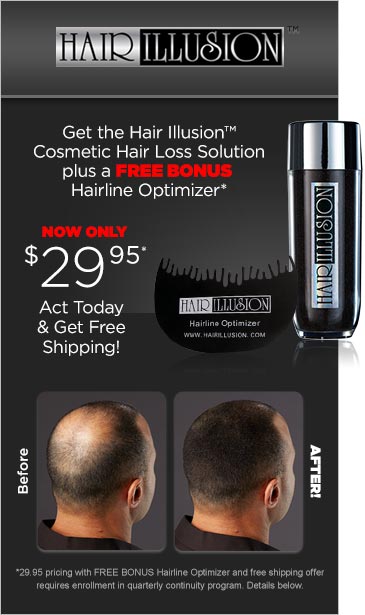 HAIR ILLUSION™
Get the Hair Illusion™
Cosmetic Hair Loss Solution
plus a FREE BONUS
Hairline Optimizer*
NOW ONLY
$29.95*
Act Today
& Get Free
Shipping!
HAIR ILLUSION
Hairline Optimizer
WWW.HAIRILLUSION.COM
HAIR ILLUSION
Before
AFTER!
*29.95 pricing with FREE BONUS Hairline Optimizer and free shipping offer
requires enrollment in quarterly continuity program. Details below.